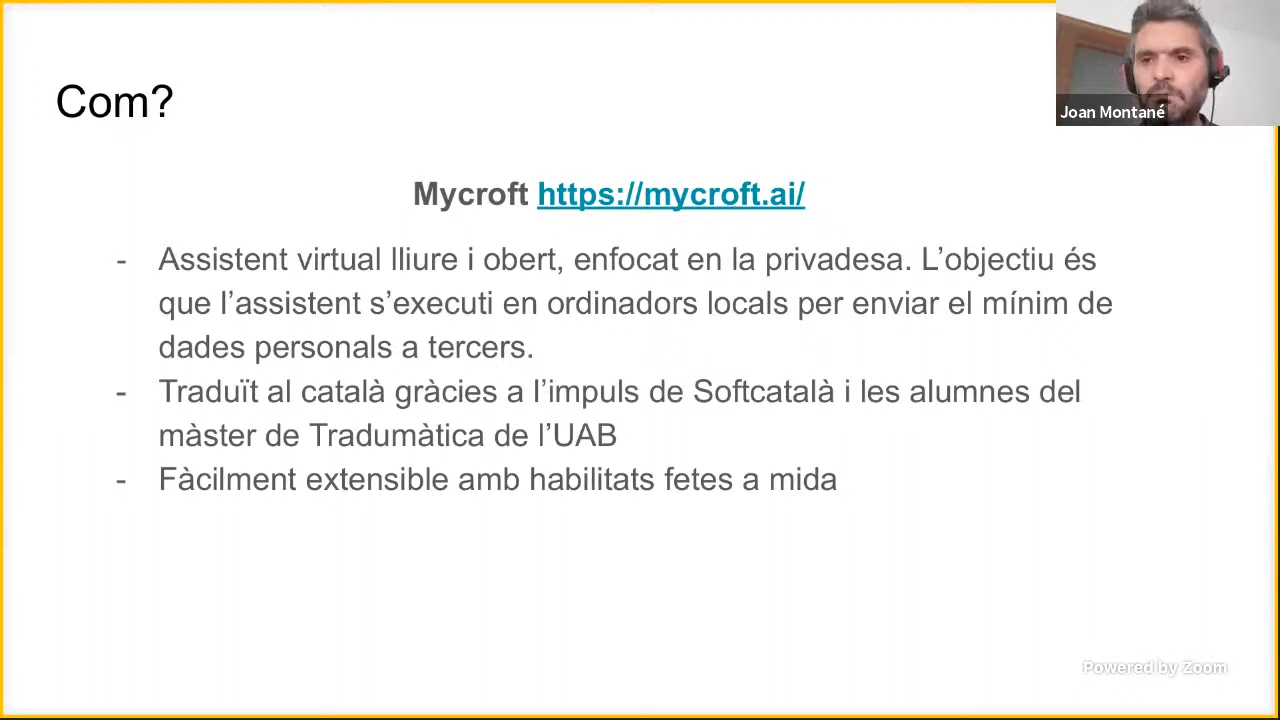 Com?
Joan Montané
Mycroft https://mycroft.ai/
- Assistent virtual lliure i obert, enfocat en la privadesa. L’objectiu és
que l’assistent s’executi en ordinadors locals per enviar el mínim de
dades personals a tercers.
- Traduït al català gràcies a l’impuls de Softcatalà i les alumnes del
màster de Tradumàtica de l’UAB
- Fàcilment extensible amb habilitats fetes a mida
Powered by Zoom